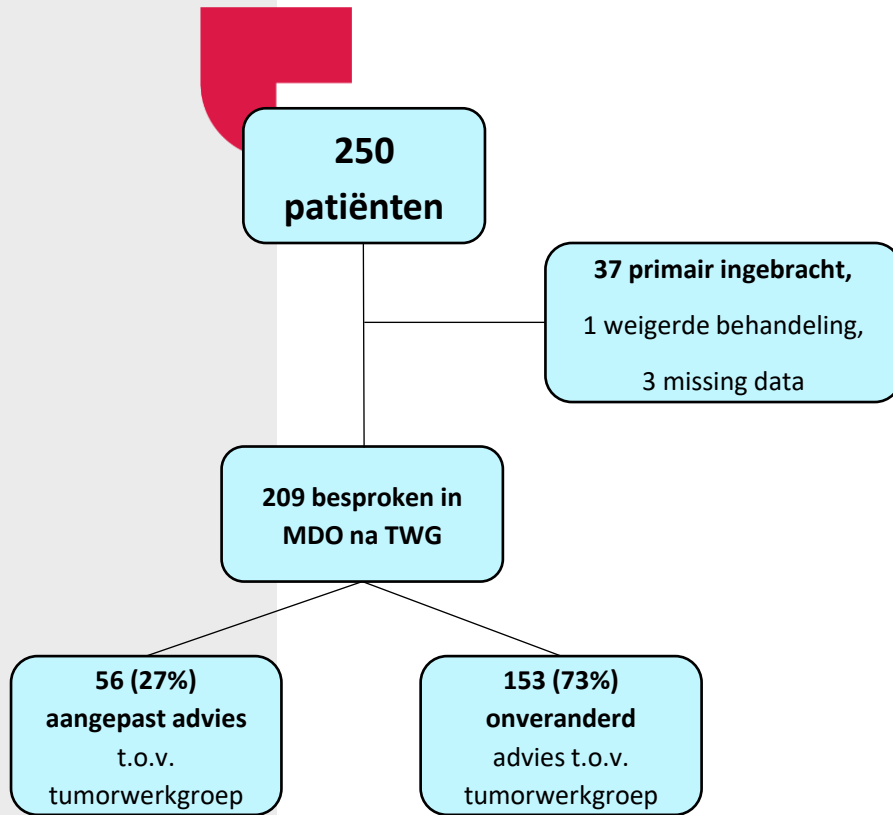 250
patiënten
37 primair ingebracht,
1 weigerde behandeling,
3 missing data
209 besproken in
MDO na TWG
56 (27%)
aangepast advies
t.o.v.
tumorwerkgroep
153 (73%)
onveranderd
advies t.o.v.
tumorwerkgroep